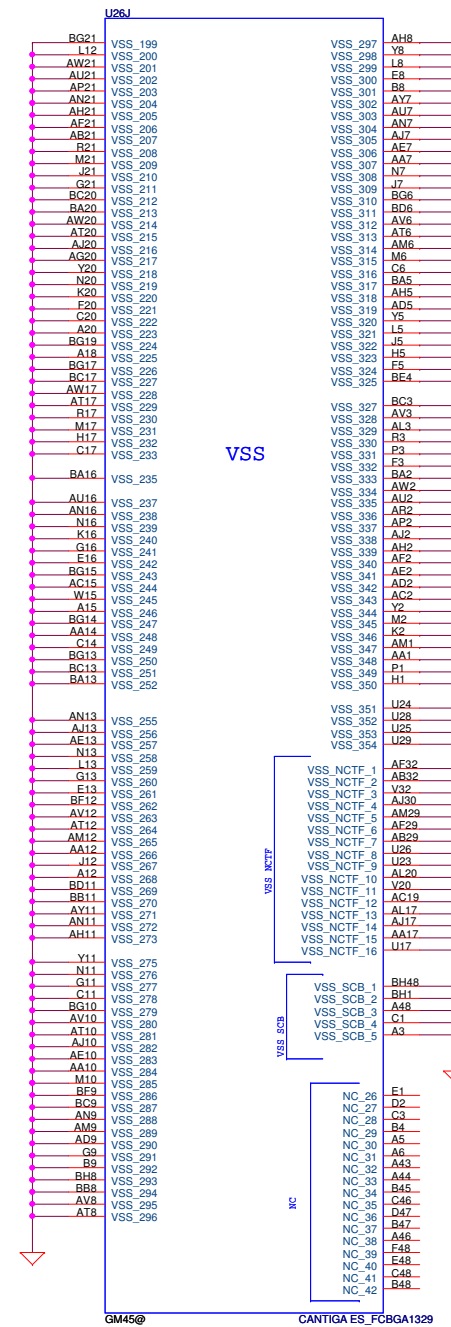 U26J
BG21 VSS_199
L12 VSS_200
AW21 VSS_201
AU21 VSS_202
AP21 VSS_203
AN21 VSS_204
AH21 VSS_205
AF21 VSS_206
AB21 VSS_207
R21 VSS_208
M21 VSS_209
J21 VSS_210
G21 VSS_211
BC20 VSS_212
BA20 VSS_213
AW20 VSS_214
AT20 VSS_215
AJ20 VSS_216
AG20 VSS_217
Y20 VSS_218
N20 VSS_219
K20 VSS_220
F20 VSS_221
C20 VSS_222
A20 VSS_223
BG19 VSS_224
A18 VSS_225
BG17 VSS_226
BC17 VSS_227
AW17 VSS_228
AT17 VSS_229
R17 VSS_230
M17 VSS_231
H17 VSS_232
C17 VSS_233
BA16 VSS_235
AU16 VSS_237
AN16 VSS_238
N16 VSS_239
K16 VSS_240
G16 VSS_241
E16 VSS_242
BG15 VSS_243
AC15 VSS_244
W15 VSS_245
A15 VSS_246
BG14 VSS_247
AA14 VSS_248
C14 VSS_249
BG13 VSS_250
BC13 VSS_251
BA13 VSS_252
AN13 VSS_255
AJ13 VSS_256
AE13 VSS_257
N13 VSS_258
L13 VSS_259
G13 VSS_260
E13 VSS_261
BF12 VSS_262
AV12 VSS_263
AT12 VSS_264
AM12 VSS_265
AA12 VSS_266
J12 VSS_267
A12 VSS_268
BD11 VSS_269
BB11 VSS_270
AY11 VSS_271
AN11 VSS_272
AH11 VSS_273
Y11 VSS_275
N11 VSS_276
G11 VSS_277
C11 VSS_278
BG10 VSS_279
AV10 VSS_280
AT10 VSS_281
AJ10 VSS_282
AE10 VSS_283
AA10 VSS_284
M10 VSS_285
BF9 VSS_286
BC9 VSS_287
AN9 VSS_288
AM9 VSS_289
AD9 VSS_290
G9 VSS_291
B9 VSS_292
BH8 VSS_293
BB8 VSS_294
AV8 VSS_295
AT8 VSS_296
VSS
VSS_297 AH8
VSS_298 Y8
VSS_299 L8
VSS_300 E8
VSS_301 B8
VSS_302 AY7
VSS_303 AU7
VSS_304 AN7
VSS_305 AJ7
VSS_306 AE7
VSS_307 AA7
VSS_308 N7
VSS_309 J7
VSS_310 BG6
VSS_311 BD6
VSS_312 AV6
VSS_313 AT6
VSS_314 AM6
VSS_315 M6
VSS_316 C6
VSS_317 BA5
VSS_318 AH5
VSS_319 AD5
VSS_320 Y5
VSS_321 L5
VSS_322 J5
VSS_323 H5
VSS_324 F5
VSS_325 BE4
VSS_327 BC3
VSS_328 AV3
VSS_329 AL3
VSS_330 R3
VSS_331 P3
VSS_332 F3
VSS_333 BA2
VSS_334 AW2
VSS_335 AU2
VSS_336 AR2
VSS_337 AP2
VSS_338 AJ2
VSS_339 AH2
VSS_340 AF2
VSS_341 AE2
VSS_342 AD2
VSS_343 AC2
VSS_344 Y2
VSS_345 M2
VSS_346 K2
VSS_347 AM1
VSS_348 AA1
VSS_349 P1
VSS_350 H1
VSS_351 U24
VSS_352 U28
VSS_353 U25
VSS_354 U29
VSS NCTF
VSS_NCTF_1 AF32
VSS_NCTF_2 AB32
VSS_NCTF_3 V32
VSS_NCTF_4 AJ30
VSS_NCTF_5 AM29
VSS_NCTF_6 AF29
VSS_NCTF_7 AB29
VSS_NCTF_8 U26
VSS_NCTF_9 U23
VSS_NCTF_10 AL20
VSS_NCTF_11 V20
VSS_NCTF_12 AC19
VSS_NCTF_13 AL17
VSS_NCTF_14 AJ17
VSS_NCTF_15 AA17
VSS_NCTF_16 U17
VSS SCB
VSS_SCB_1 BH48
VSS_SCB_2 BH1
VSS_SCB_3 A48
VSS_SCB_4 C1
VSS_SCB_5 A3
NC
NC_26 E1
NC_27 D2
NC_28 C3
NC_29 B4
NC_30 A5
NC_31 A6
NC_32 A43
NC_33 A44
NC_34 B45
NC_35 C46
NC_36 D47
NC_37 B47
NC_38 A46
NC_39 F48
NC_40 E48
NC_41 C48
NC_42 B48
GM45@ CANTIGA ES_FCBGA1329